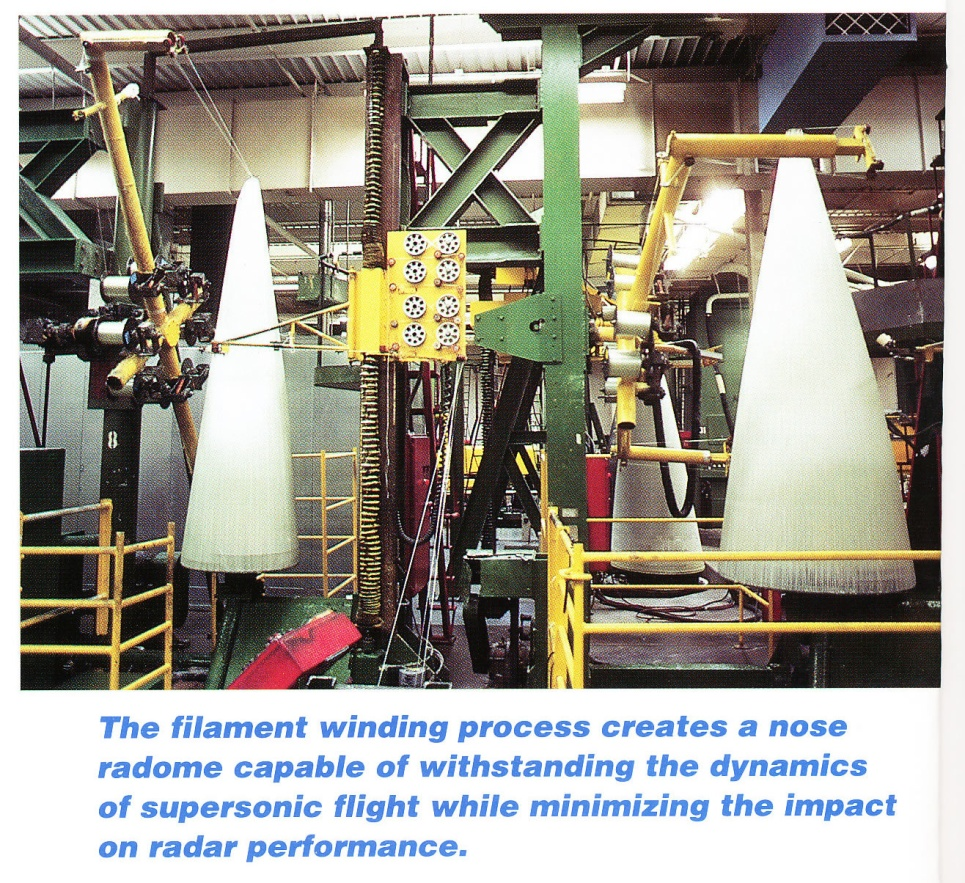 8
The filament winding process creates a nose
radome capable of withstanding the dynamics
of supersonic flight while minimizing the impact
on radar performance.